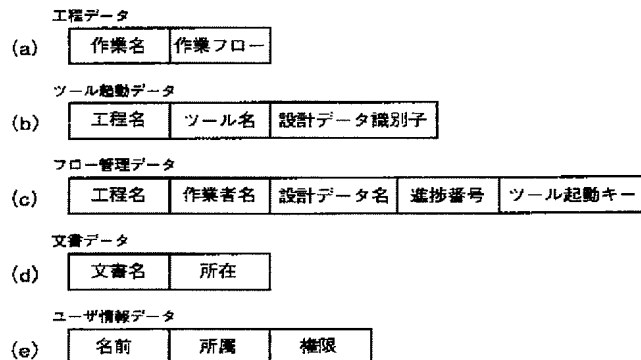 工程データ
(a) 作業名 作業フロー
ツール起動データ
(b) 工程名 ツール名 設計データ識別子
フロー管理データ
(c) 工程名 作業者名 設計データ名 進捗番号 ツール起動キー
文書データ
(d) 文書名 所在
ユーザ情報データ
(e) 名前 所属 権限